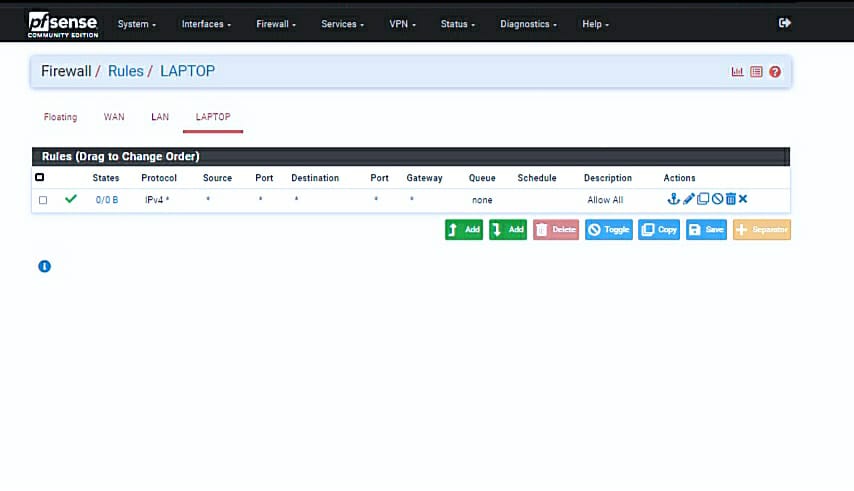 pfsense System Interfaces Firewall Services VPN Status Diagnostics Help
COMMUNITY EDITION
Firewall / Rules / LAPTOP
Floating WAN LAN LAPTOP
Rules (Drag to Change Order)
States Protocol Source Port Destination Port Gateway Queue Schedule Description Actions
0/0 B IPv4 * * * * * * none Allow All
Add Add Delete Toggle Copy Save Separator